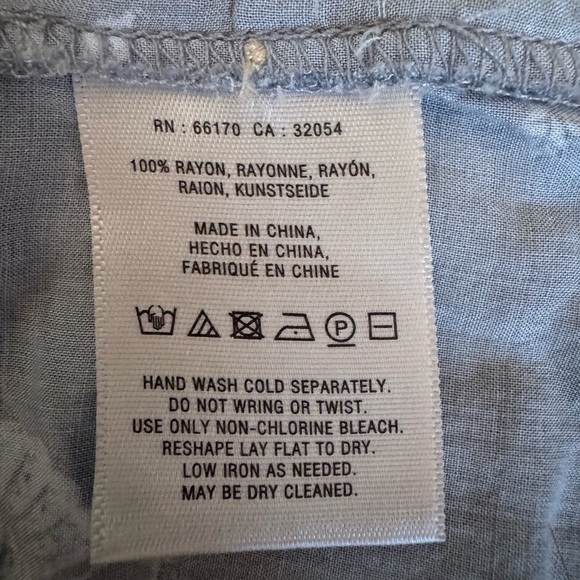 RN : 66170 CA : 32054
100% RAYON, RAYONNE, RAYÓN,
RAION, KUNSTSEIDE
MADE IN CHINA,
HECHO EN CHINA,
FABRIQUÉ EN CHINE
P
HAND WASH COLD SEPARATELY.
DO NOT WRING OR TWIST.
USE ONLY NON-CHLORINE BLEACH.
RESHAPE LAY FLAT TO DRY.
LOW IRON AS NEEDED.
MAY BE DRY CLEANED.